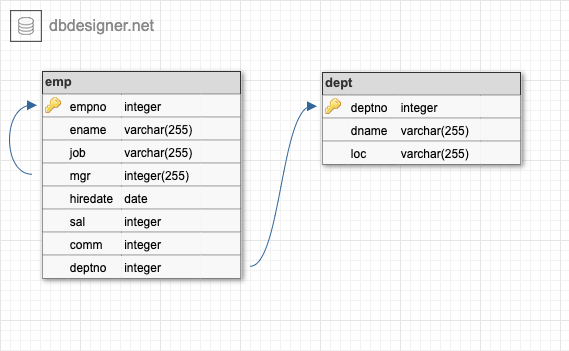 dbdesigner.net
emp
empno integer
ename varchar(255)
job varchar(255)
mgr integer(255)
hiredate date
sal integer
comm integer
deptno integer
dept
deptno integer
dname varchar(255)
loc varchar(255)